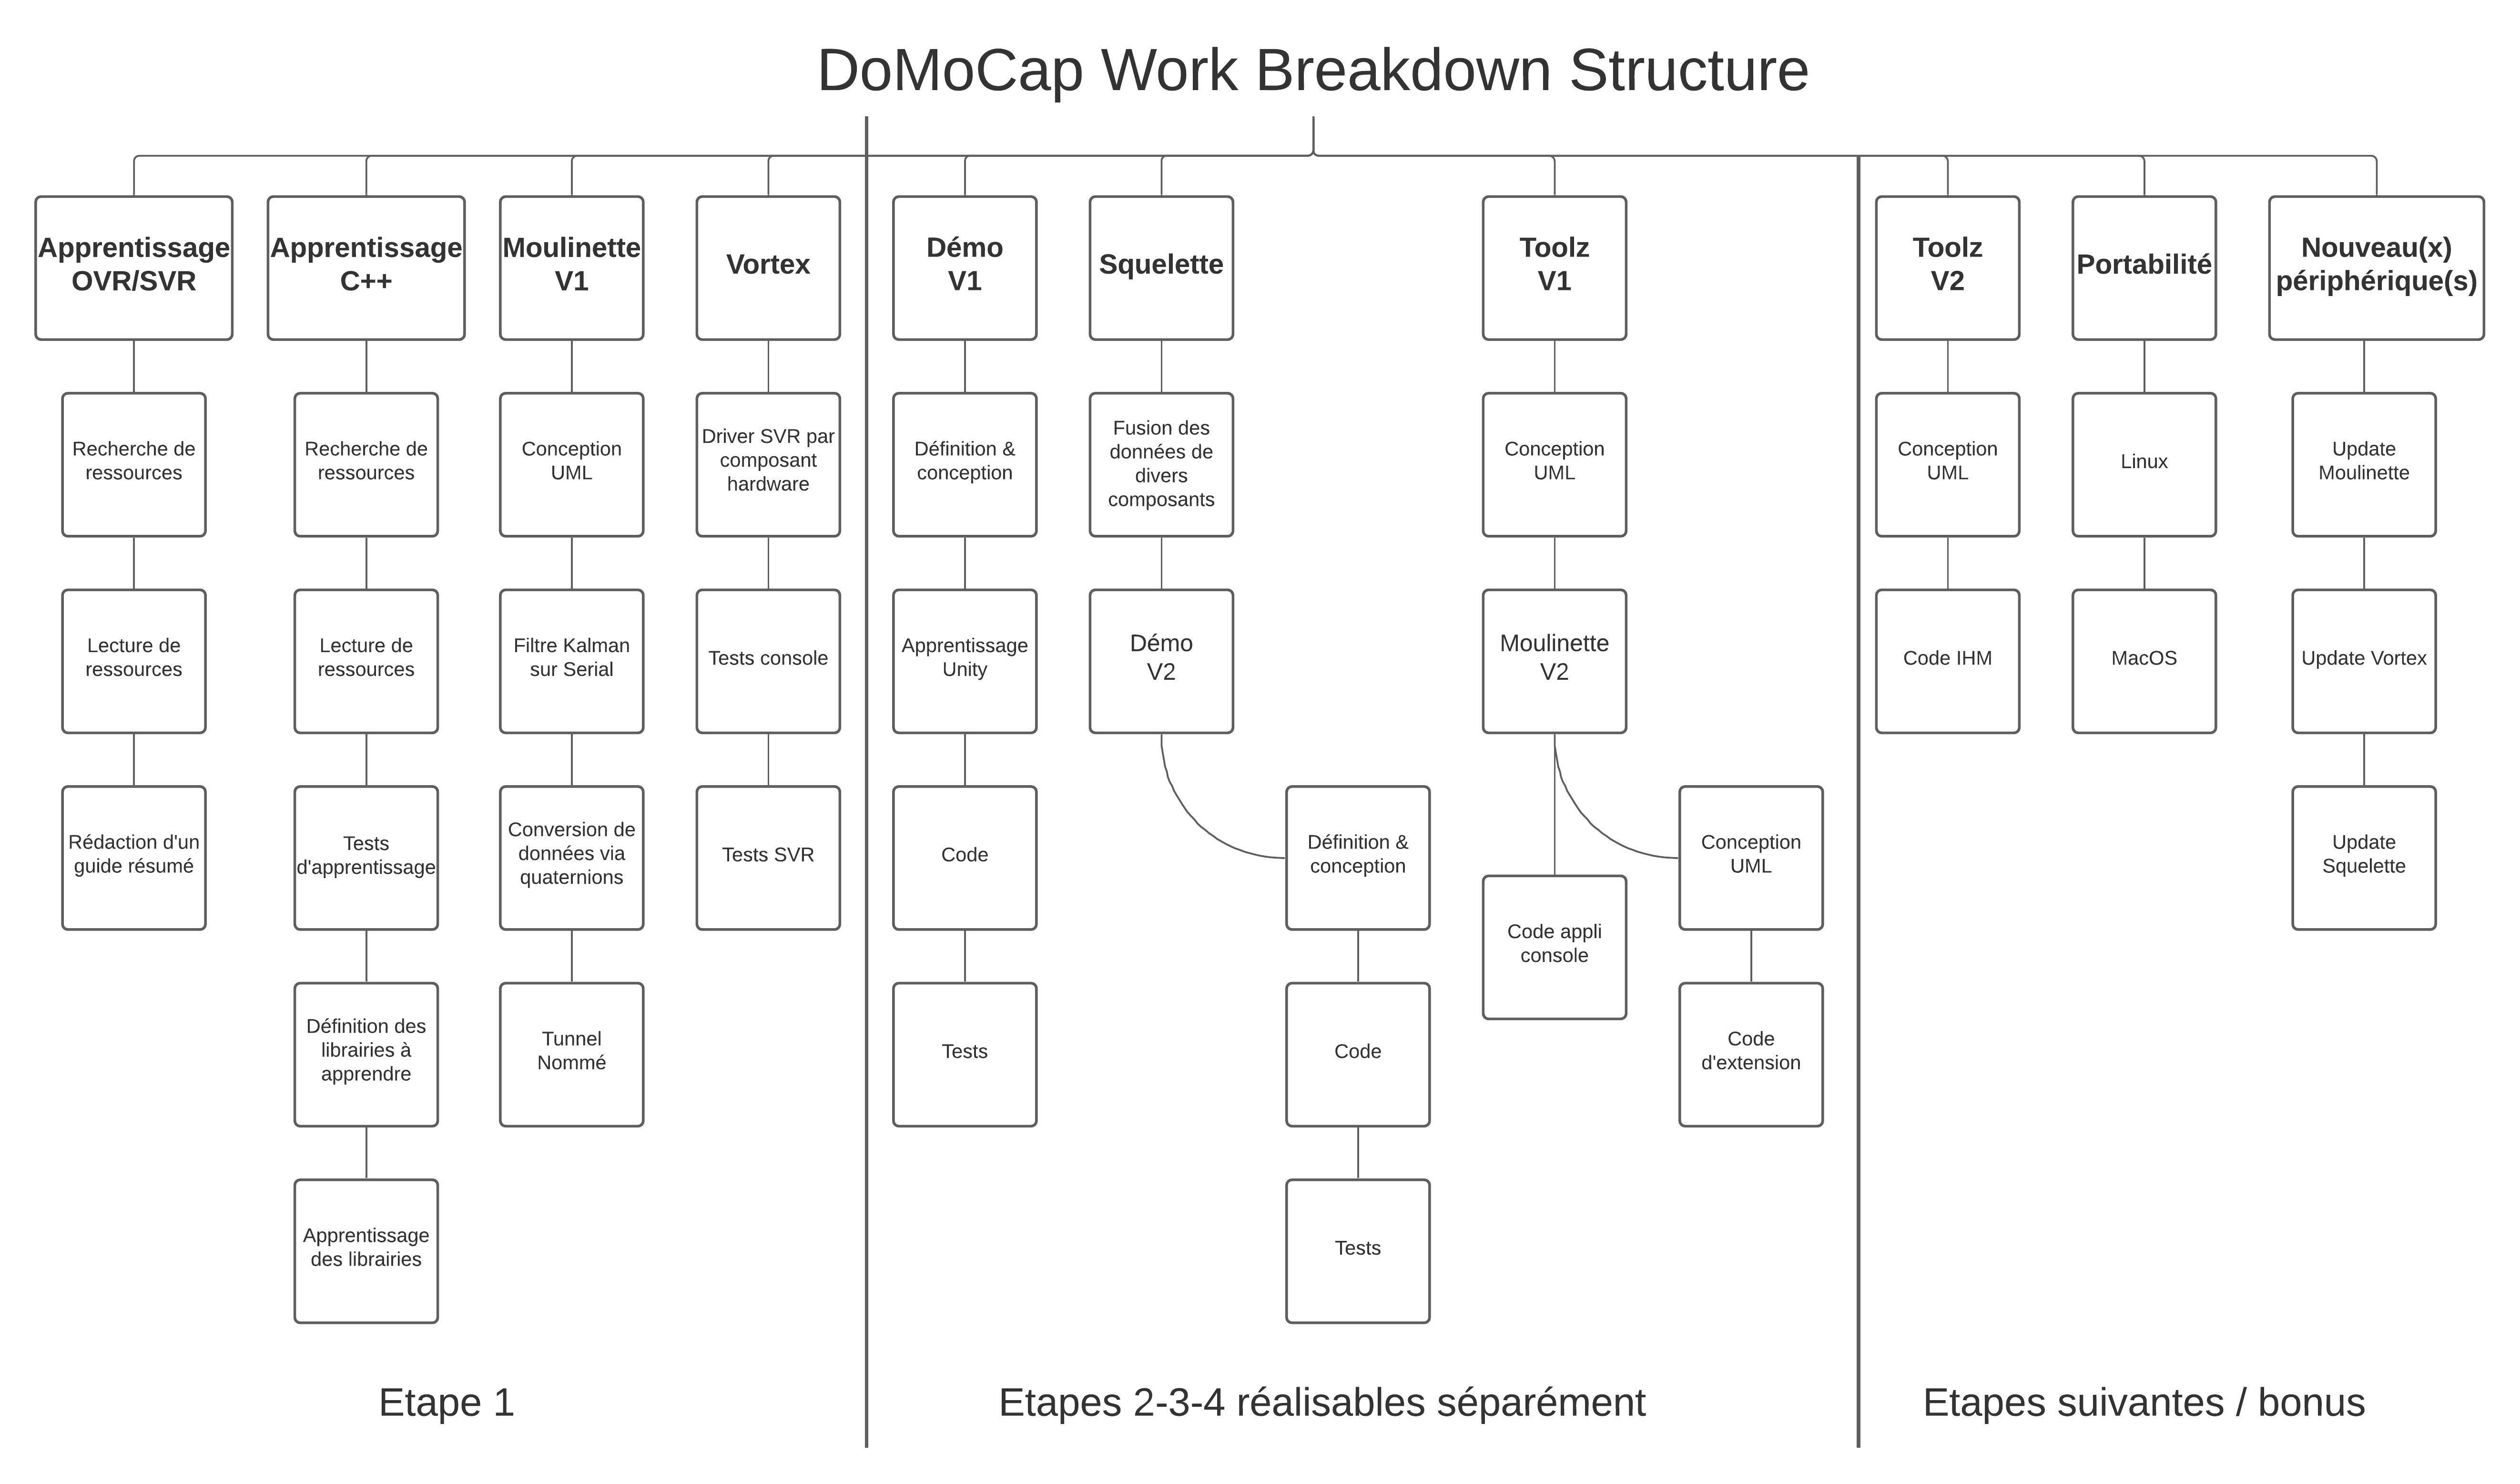 DoMoCap Work Breakdown Structure
Apprentissage
OVR/SVR
Recherche de
ressources
Lecture de
ressources
Rédaction d'un
guide résumé
Apprentissage
C++
Recherche de
ressources
Lecture de
ressources
Tests
d'apprentissage
Définition des
librairies à
apprendre
Apprentissage
des librairies
Moulinette
V1
Conception
UML
Filtre Kalman
sur Serial
Conversion de
données via
quaternions
Tunnel
Nommé
Vortex
Driver SVR par
composant
hardware
Tests console
Tests SVR
Etape 1
Démo
V1
Définition &
conception
Apprentissage
Unity
Code
Tests
Squelette
Fusion des
données de
divers
composants
Démo
V2
Définition &
conception
Code
Tests
Toolz
V1
Conception
UML
Moulinette
V2
Code appli
console
Conception
UML
Code
d'extension
Etapes 2-3-4 réalisables séparément
Toolz
V2
Conception
UML
Code IHM
Portabilité
Linux
MacOS
Nouveau(x)
périphérique(s)
Update
Moulinette
Update Vortex
Update
Squelette
Etapes suivantes / bonus